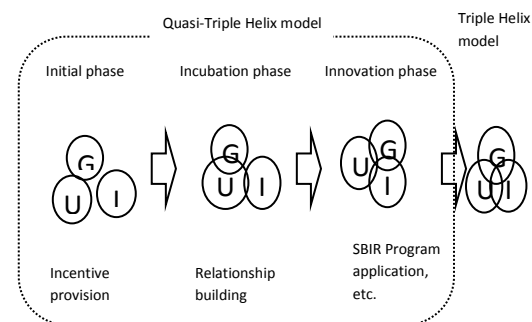 Quasi-Triple Helix model
Triple Helix
model
Initial phase
Incubation phase
Innovation phase
G
U
I
G
U
I
G
U
I
G
U
I
Incentive
provision
Relationship
building
SBIR Program
application,
etc.